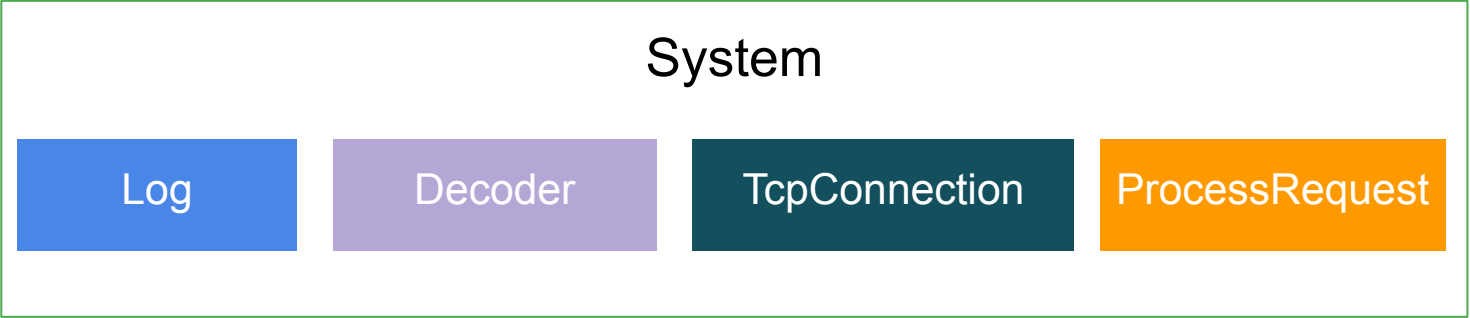 System
Log
Decoder
TcpConnection
ProcessRequest